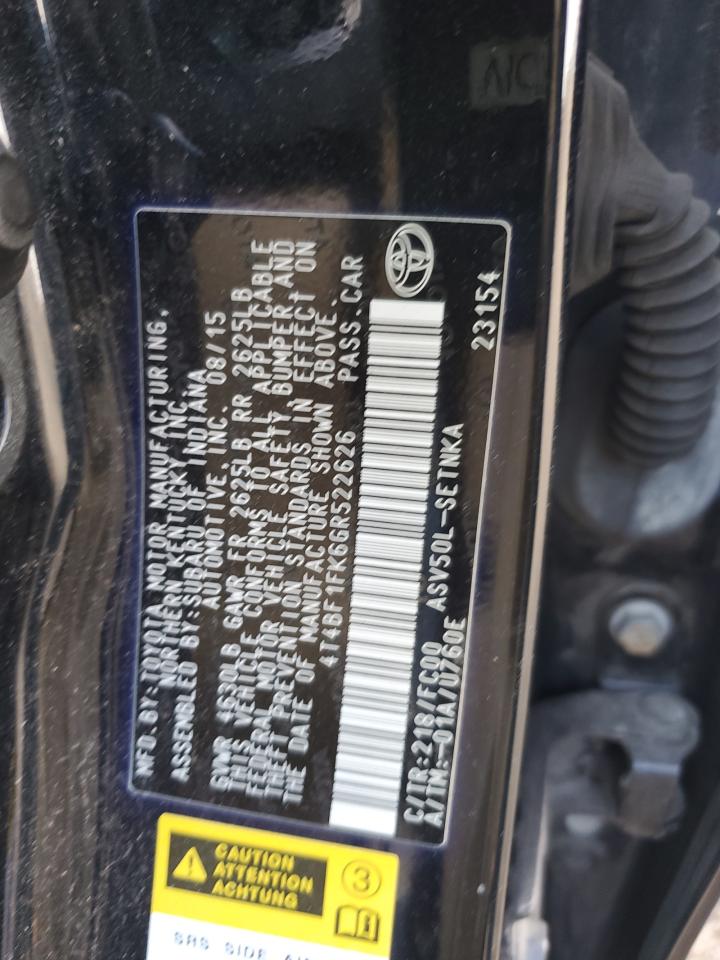 MFD.BY:TOYOTA MOTOR MANUFACTURING,
NORTHERN KENTUCKY INC.
ASSEMBLED BY:SUBARU OF INDIANA
AUTOMOTIVE, INC. 08/15
GVWR 4630LB GAWR FR 2625LB RR 2625LB
THIS VEHICLE CONFORMS TO ALL APPLICABLE
FEDERAL MOTOR VEHICLE SAFETY, BUMPER,AND
THEFT PREVENTION STANDARDS IN EFFECT ON
THE DATE OF MANUFACTURE SHOWN ABOVE.
4T4BF1FK6GR522626 PASS.CAR
C/TR:218/FC00 ASV50L-SETNKA
A/TM:-01A/U760E 23154
CAUTION
ATTENTION
ACHTUNG
3
SRS SIDE